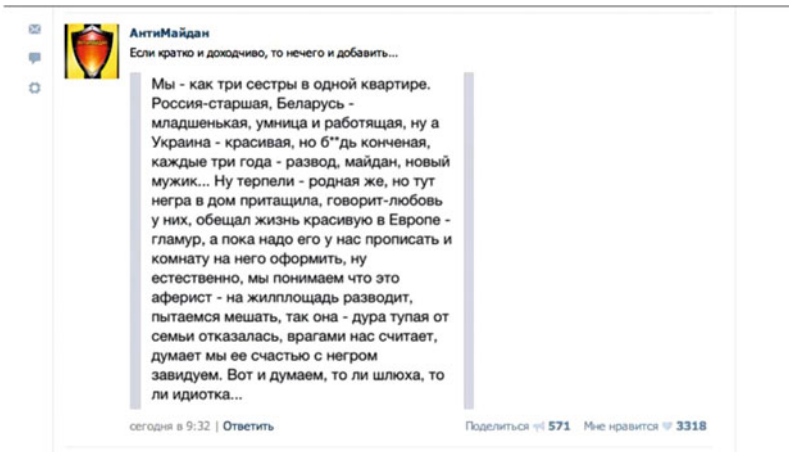 АнтиМайдан
Если кратко и доходчиво, то нечего и добавить...
Мы - как три сестры в одной квартире.
Россия-старшая, Беларусь -
младшенькая, умница и работящая, ну а
Украина - красивая, но б**дь конченая,
каждые три года - развод, майдан, новый
мужик... Ну терпели - родная же, но тут
негра в дом притащила, говорит-любовь
у них, обещал жизнь красивую в Европе -
гламур, а пока надо его у нас прописать и
комнату на него оформить, ну
естественно, мы понимаем что это
аферист - на жилплощадь разводит,
пытаемся мешать, так она - дура тупая от
семьи отказалась, врагами нас считает,
думает мы ее счастью с негром
завидуем. Вот и думаем, то ли шлюха, то
ли идиотка...
сегодня в 9:32 | Ответить Поделиться 571 Мне нравится 3318